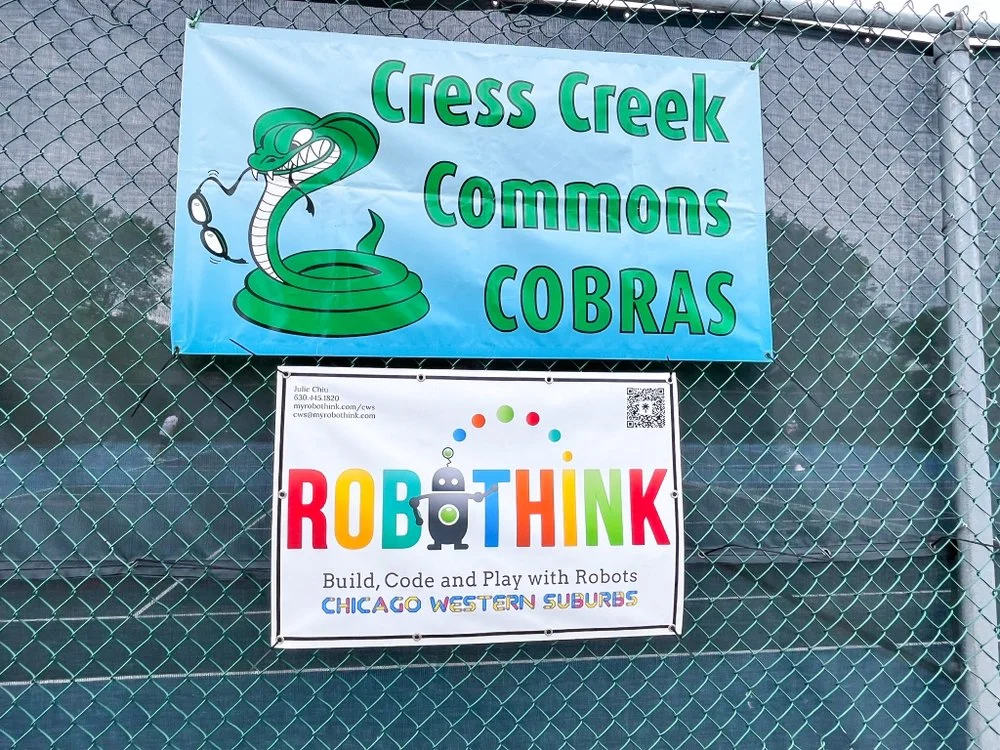 Cress Creek
Commons
COBRAS
Julie Chiu
630.445.1820
myrobothink.com/cws
cws@myrobothink.com
ROBOTHINK
Build, Code and Play with Robots
CHICAGO WESTERN SUBURBS